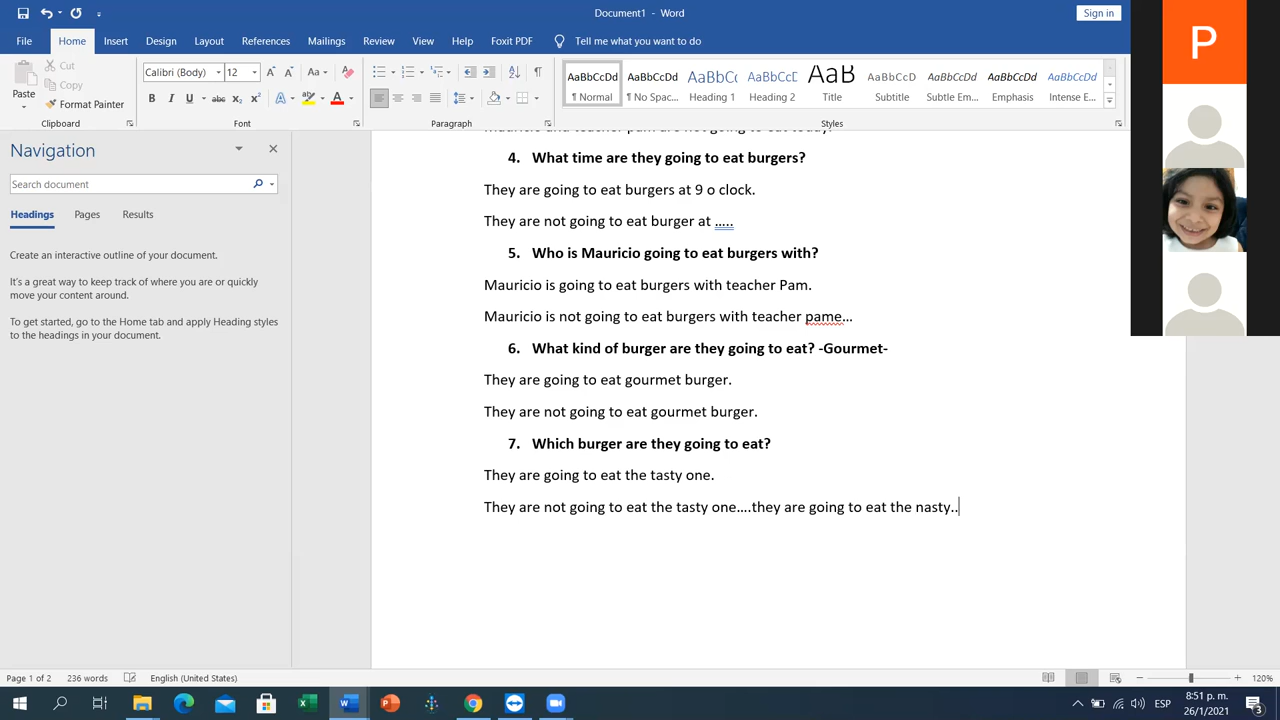 Document1 - Word
Sign in
File Home Insert Design Layout References Mailings Review View Help Foxit PDF Tell me what you want to do
P
Cut
Copy
Format Painter
Paste
Calibri (Body) 12
AaBbCcDd AaBbCcDd AaBbCc AaBbCcD AaB AaBbCcD AaBbCcDd AaBbCcDd AaBbCcDd
¶ Normal ¶ No Spac... Heading 1 Heading 2 Title Subtitle Subtle Em... Emphasis Intense E...
Clipboard Font Paragraph Styles
Navigation
Search document
Headings Pages Results
Create an interactive outline of your document.
It's a great way to keep track of where you are or quickly
move your content around.
To get started, go to the Home tab and apply Heading styles
to the headings in your document.
Mauricio and teacher pam are not going to eat today.
4. What time are they going to eat burgers?
They are going to eat burgers at 9 o clock.
They are not going to eat burger at …..
5. Who is Mauricio going to eat burgers with?
Mauricio is going to eat burgers with teacher Pam.
Mauricio is not going to eat burgers with teacher pame…
6. What kind of burger are they going to eat? -Gourmet-
They are going to eat gourmet burger.
They are not going to eat gourmet burger.
7. Which burger are they going to eat?
They are going to eat the tasty one.
They are not going to eat the tasty one….they are going to eat the nasty..
Page 1 of 2 236 words English (United States) 120%
ESP
8:51 p. m.
26/1/2021
3